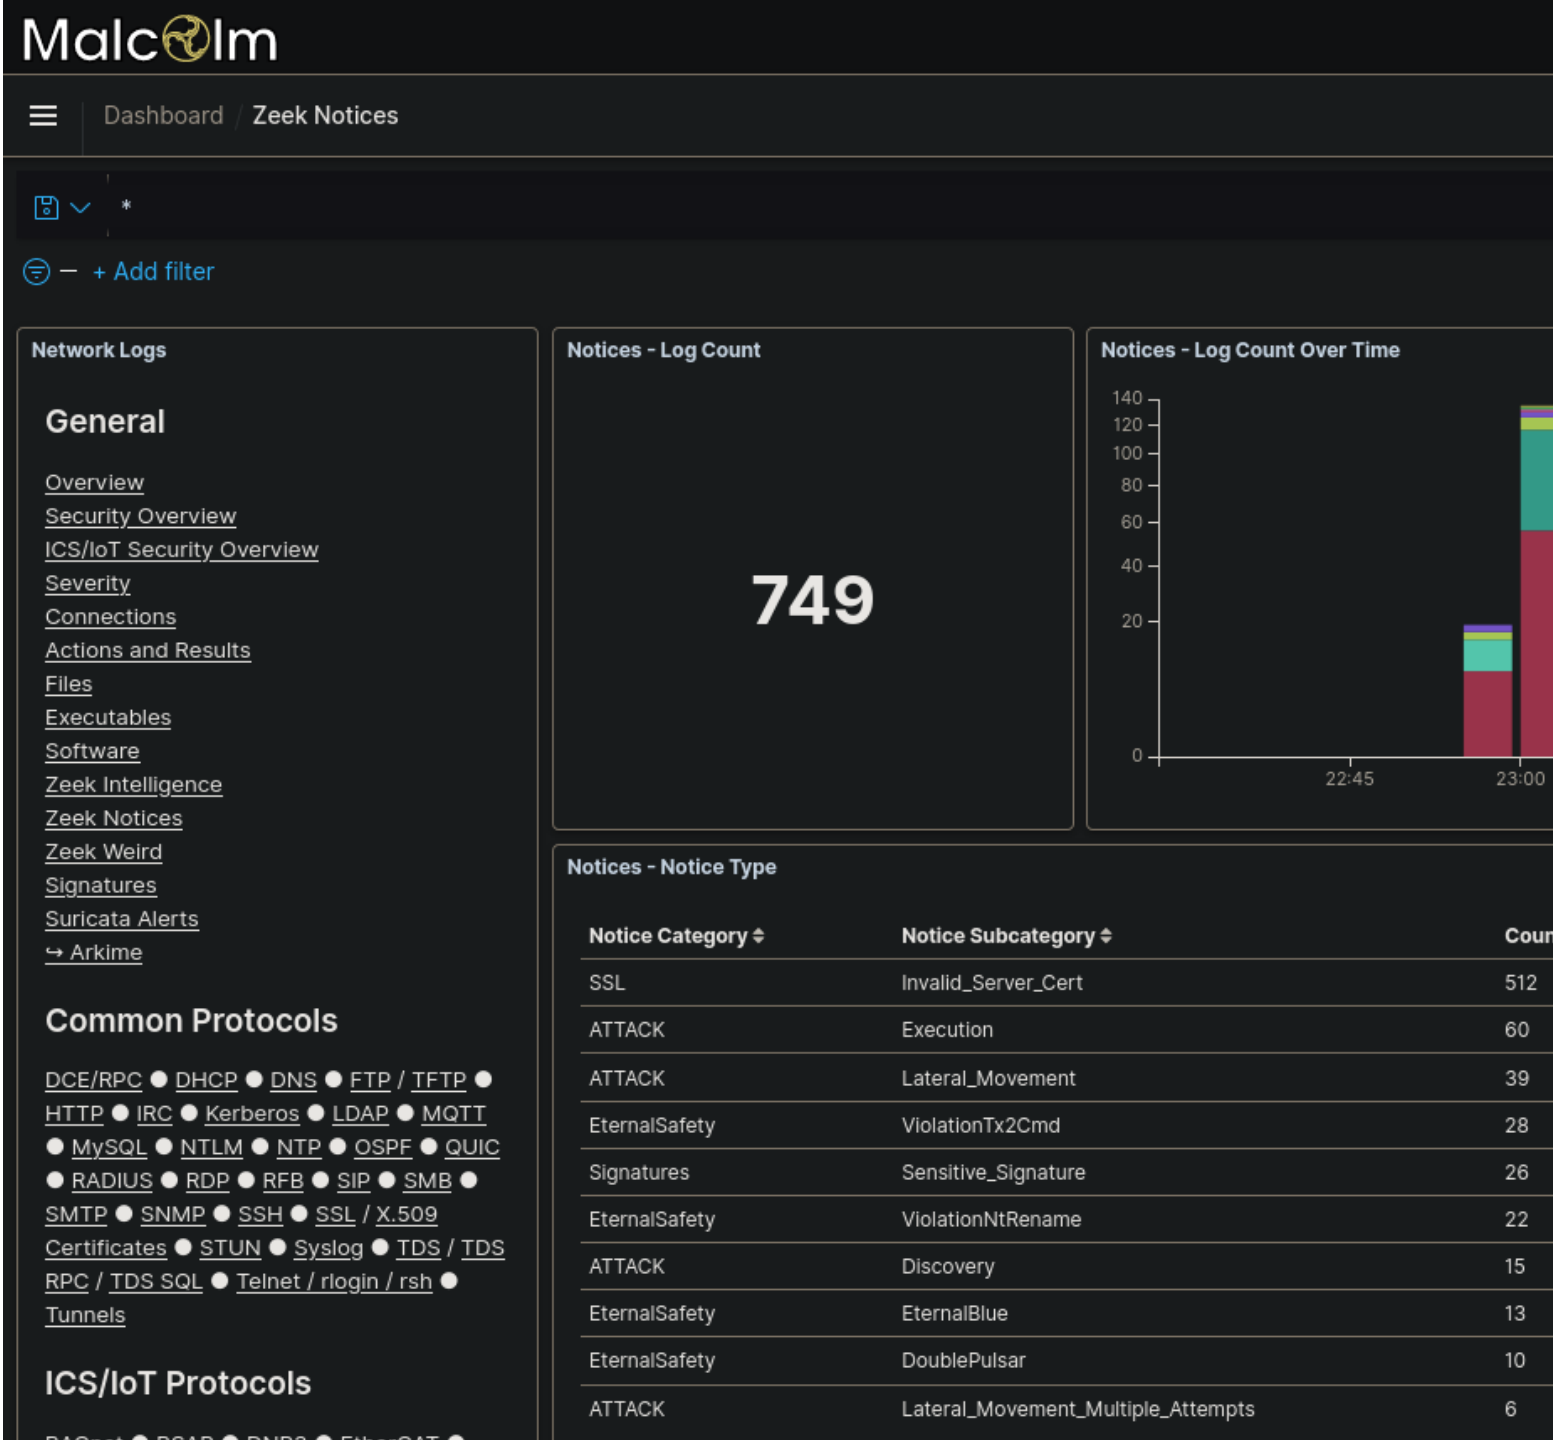 Malcolm
Dashboard / Zeek Notices
*
+ Add filter
Network Logs
General
Overview
Security Overview
ICS/IoT Security Overview
Severity
Connections
Actions and Results
Files
Executables
Software
Zeek Intelligence
Zeek Notices
Zeek Weird
Signatures
Suricata Alerts
↪ Arkime
Common Protocols
DCE/RPC ● DHCP ● DNS ● FTP / TFTP ●
HTTP ● IRC ● Kerberos ● LDAP ● MQTT
● MySQL ● NTLM ● NTP ● OSPF ● QUIC
● RADIUS ● RDP ● RFB ● SIP ● SMB ●
SMTP ● SNMP ● SSH ● SSL / X.509
Certificates ● STUN ● Syslog ● TDS / TDS
RPC / TDS SQL ● Telnet / rlogin / rsh ●
Tunnels
ICS/IoT Protocols
Notices - Log Count
749
Notices - Log Count Over Time
140
120
100
80
60
40
20
0
22:45 23:00
Notices - Notice Type
Notice Category Notice Subcategory Coun
SSL Invalid_Server_Cert 512
ATTACK Execution 60
ATTACK Lateral_Movement 39
EternalSafety ViolationTx2Cmd 28
Signatures Sensitive_Signature 26
EternalSafety ViolationNtRename 22
ATTACK Discovery 15
EternalSafety EternalBlue 13
EternalSafety DoublePulsar 10
ATTACK Lateral_Movement_Multiple_Attempts 6